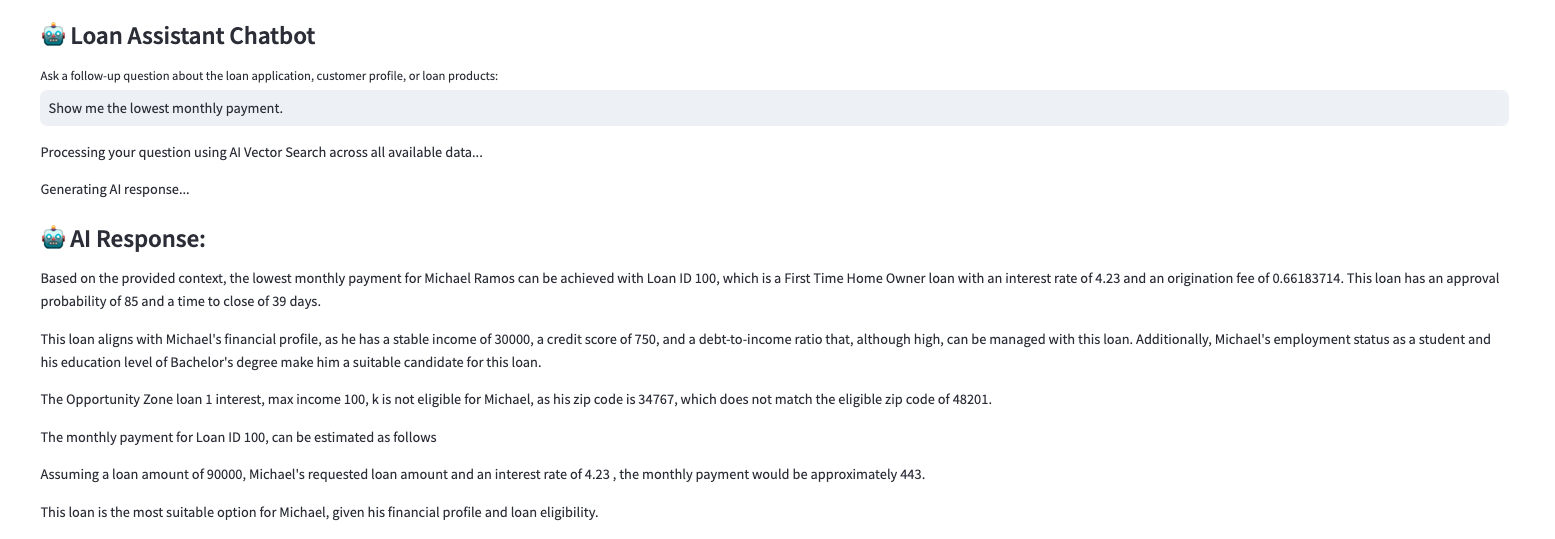 🤖 Loan Assistant Chatbot
Ask a follow-up question about the loan application, customer profile, or loan products:
Show me the lowest monthly payment.
Processing your question using AI Vector Search across all available data...
Generating AI response...
🤖 AI Response:
Based on the provided context, the lowest monthly payment for Michael Ramos can be achieved with Loan ID 100, which is a First Time Home Owner loan with an interest rate of 4.23 and an origination fee of 0.66183714. This loan has an approval
probability of 85 and a time to close of 39 days.
This loan aligns with Michael's financial profile, as he has a stable income of 30000, a credit score of 750, and a debt-to-income ratio that, although high, can be managed with this loan. Additionally, Michael's employment status as a student and
his education level of Bachelor's degree make him a suitable candidate for this loan.
The Opportunity Zone loan 1 interest, max income 100, k is not eligible for Michael, as his zip code is 34767, which does not match the eligible zip code of 48201.
The monthly payment for Loan ID 100, can be estimated as follows
Assuming a loan amount of 90000, Michael's requested loan amount and an interest rate of 4.23 , the monthly payment would be approximately 443.
This loan is the most suitable option for Michael, given his financial profile and loan eligibility.